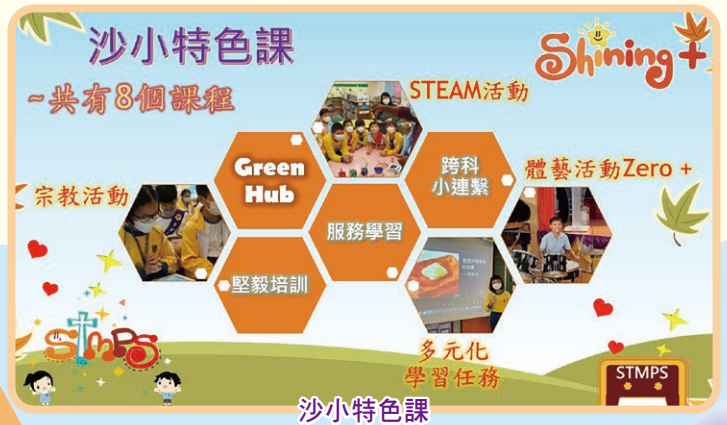 沙小特色課
Shining+
~共有8個課程
STEAM活動
Green
Hub
跨科
小連繫
體藝活動Zero +
宗教活動
服務學習
堅毅培訓
STMPS
多元化
學習任務
STMPS
沙小特色課